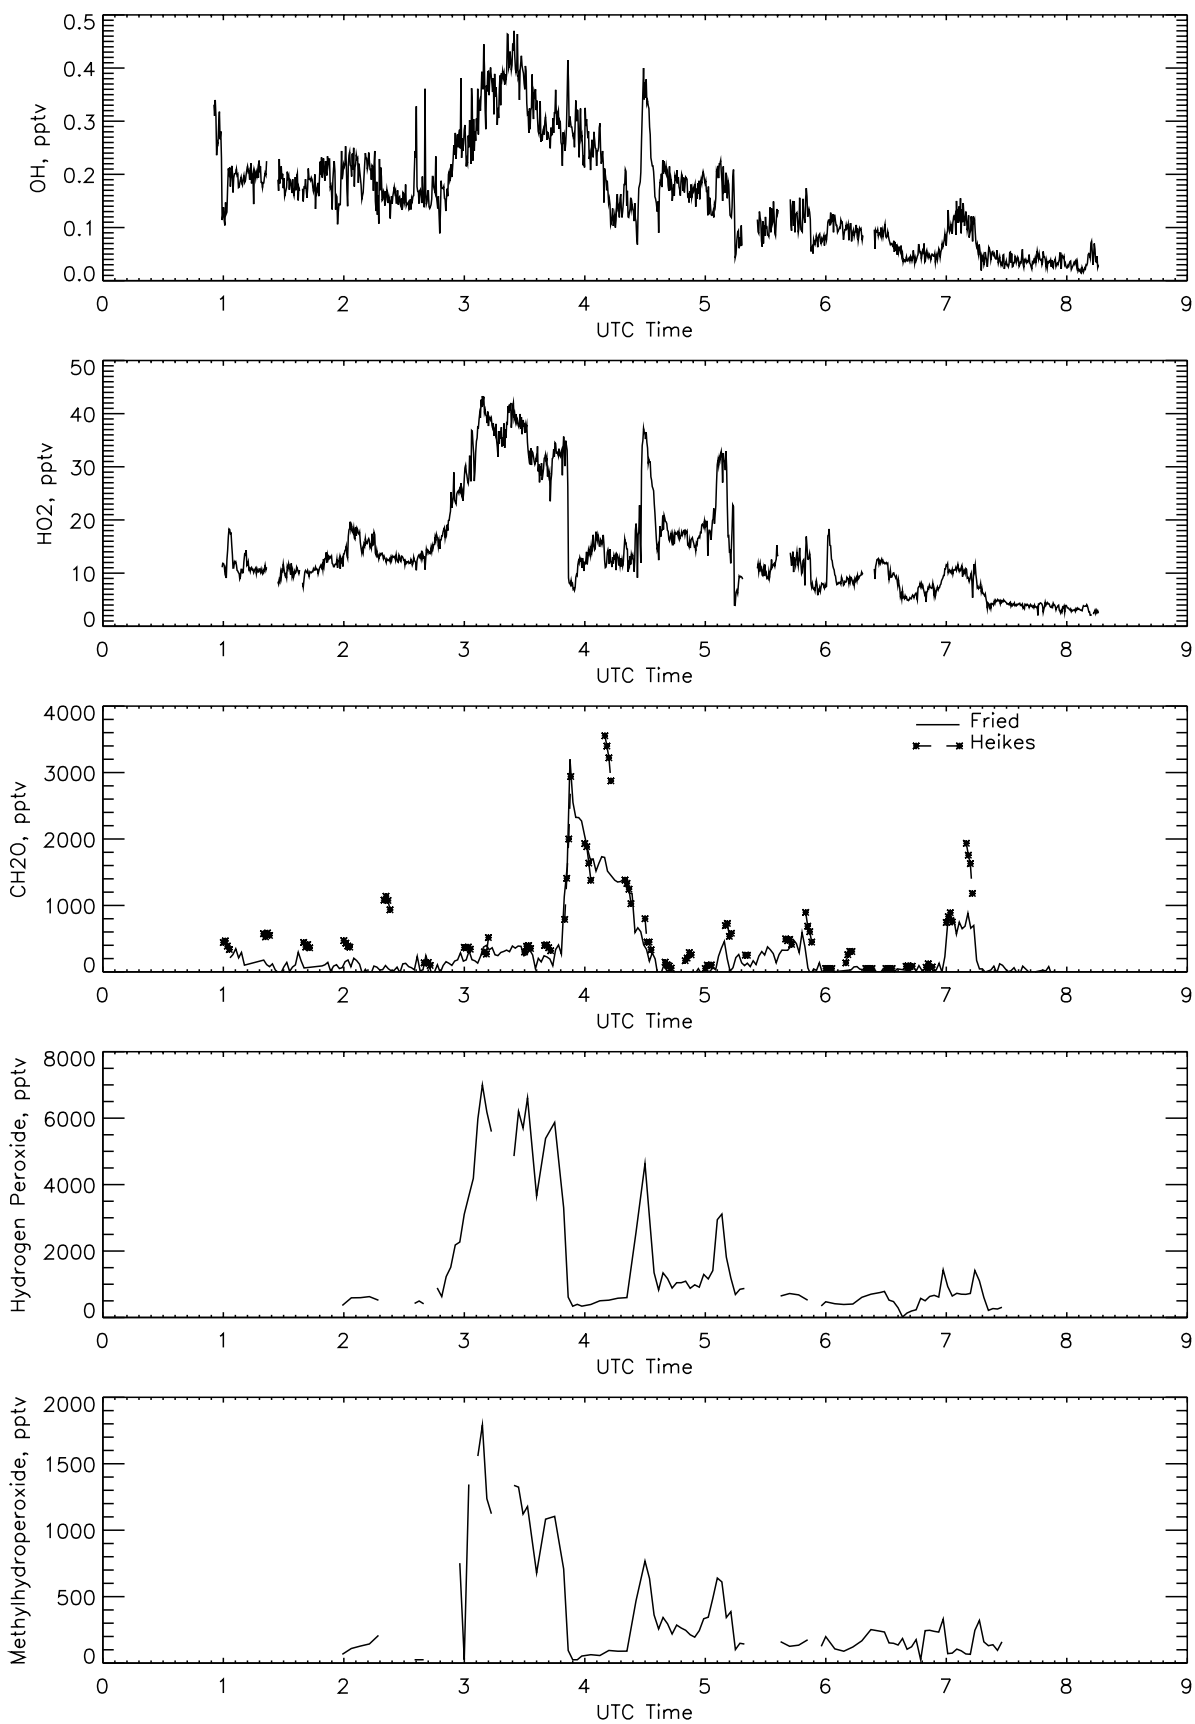 0.5
0.4
0.3
0.2
0.1
0.0
OH, pptv
0 1 2 3 4 5 6 7 8 9
UTC Time
50
40
30
20
10
0
HO2, pptv
0 1 2 3 4 5 6 7 8 9
UTC Time
4000
3000
2000
1000
0
CH2O, pptv
Fried
Heikes
0 1 2 3 4 5 6 7 8 9
UTC Time
8000
6000
4000
2000
0
Hydrogen Peroxide, pptv
0 1 2 3 4 5 6 7 8 9
UTC Time
2000
1500
1000
500
0
Methylhydroperoxide, pptv
0 1 2 3 4 5 6 7 8 9
UTC Time